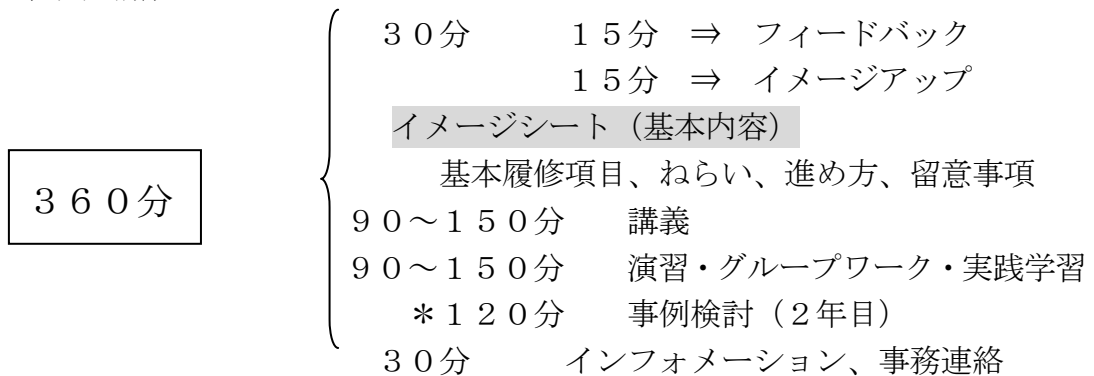 ３０分　１５分　⇒　フィードバック
１５分　⇒　イメージアップ
イメージシート（基本内容）
基本履修項目、ねらい、進め方、留意事項
３６０分
９０～１５０分　講義
９０～１５０分　演習・グループワーク・実践学習
＊１２０分　事例検討（２年目）
３０分　インフォメーション、事務連絡